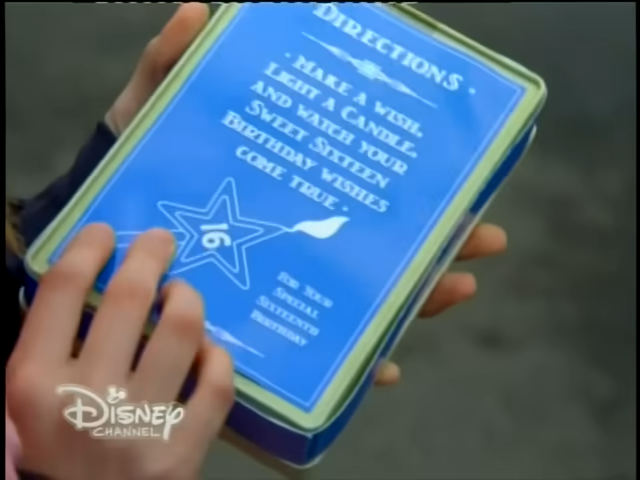 DIRECTIONS
· MAKE A WISH,
LIGHT A CANDLE,
AND WATCH YOUR
SWEET SIXTEEN
BIRTHDAY WISHES
COME TRUE ·
16
FOR YOUR
SPECIAL
SIXTEENTH
BIRTHDAY
Disney
CHANNEL